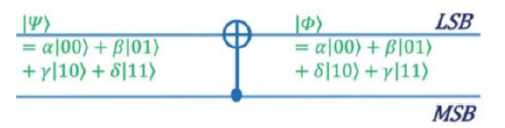 |Ψ⟩
= α|00⟩ + β|01⟩
+ γ|10⟩ + δ|11⟩
|Φ⟩
= α|00⟩ + β|01⟩
+ δ|10⟩ + γ|11⟩
LSB
MSB